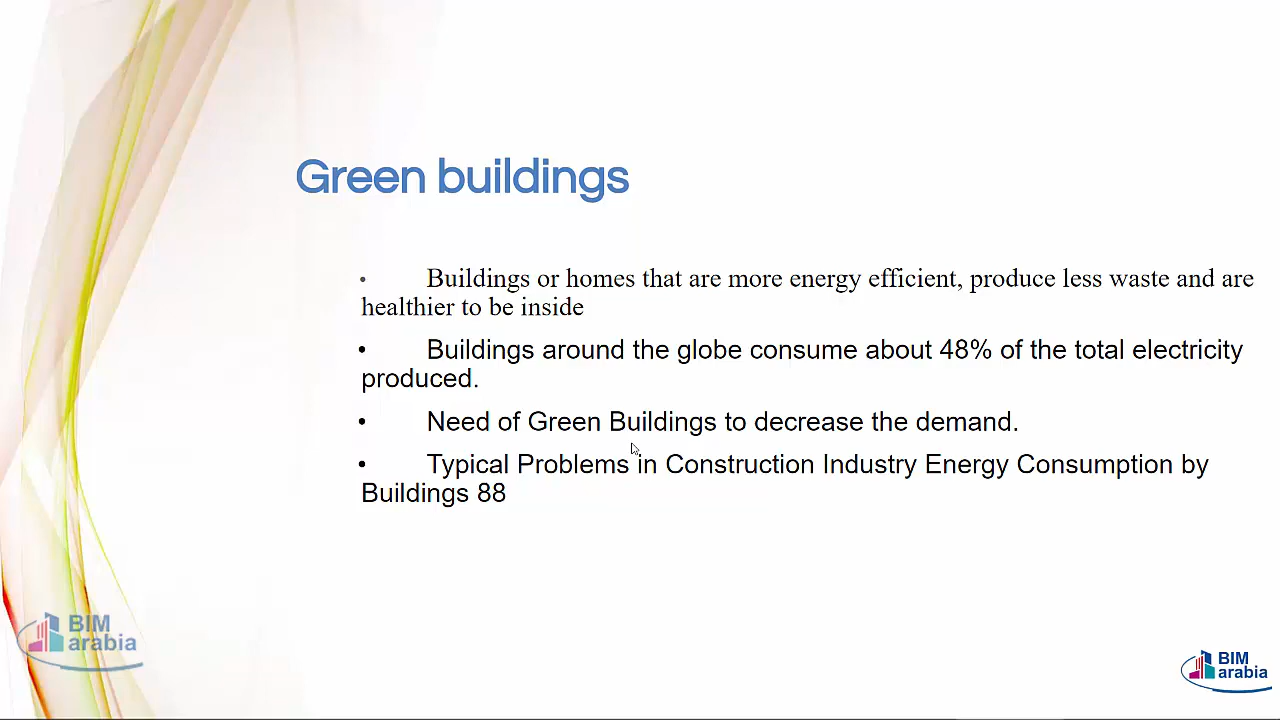 Green buildings
• Buildings or homes that are more energy efficient, produce less waste and are
healthier to be inside
• Buildings around the globe consume about 48% of the total electricity
produced.
• Need of Green Buildings to decrease the demand.
• Typical Problems in Construction Industry Energy Consumption by
Buildings 88
BIM
arabia
BIM
arabia